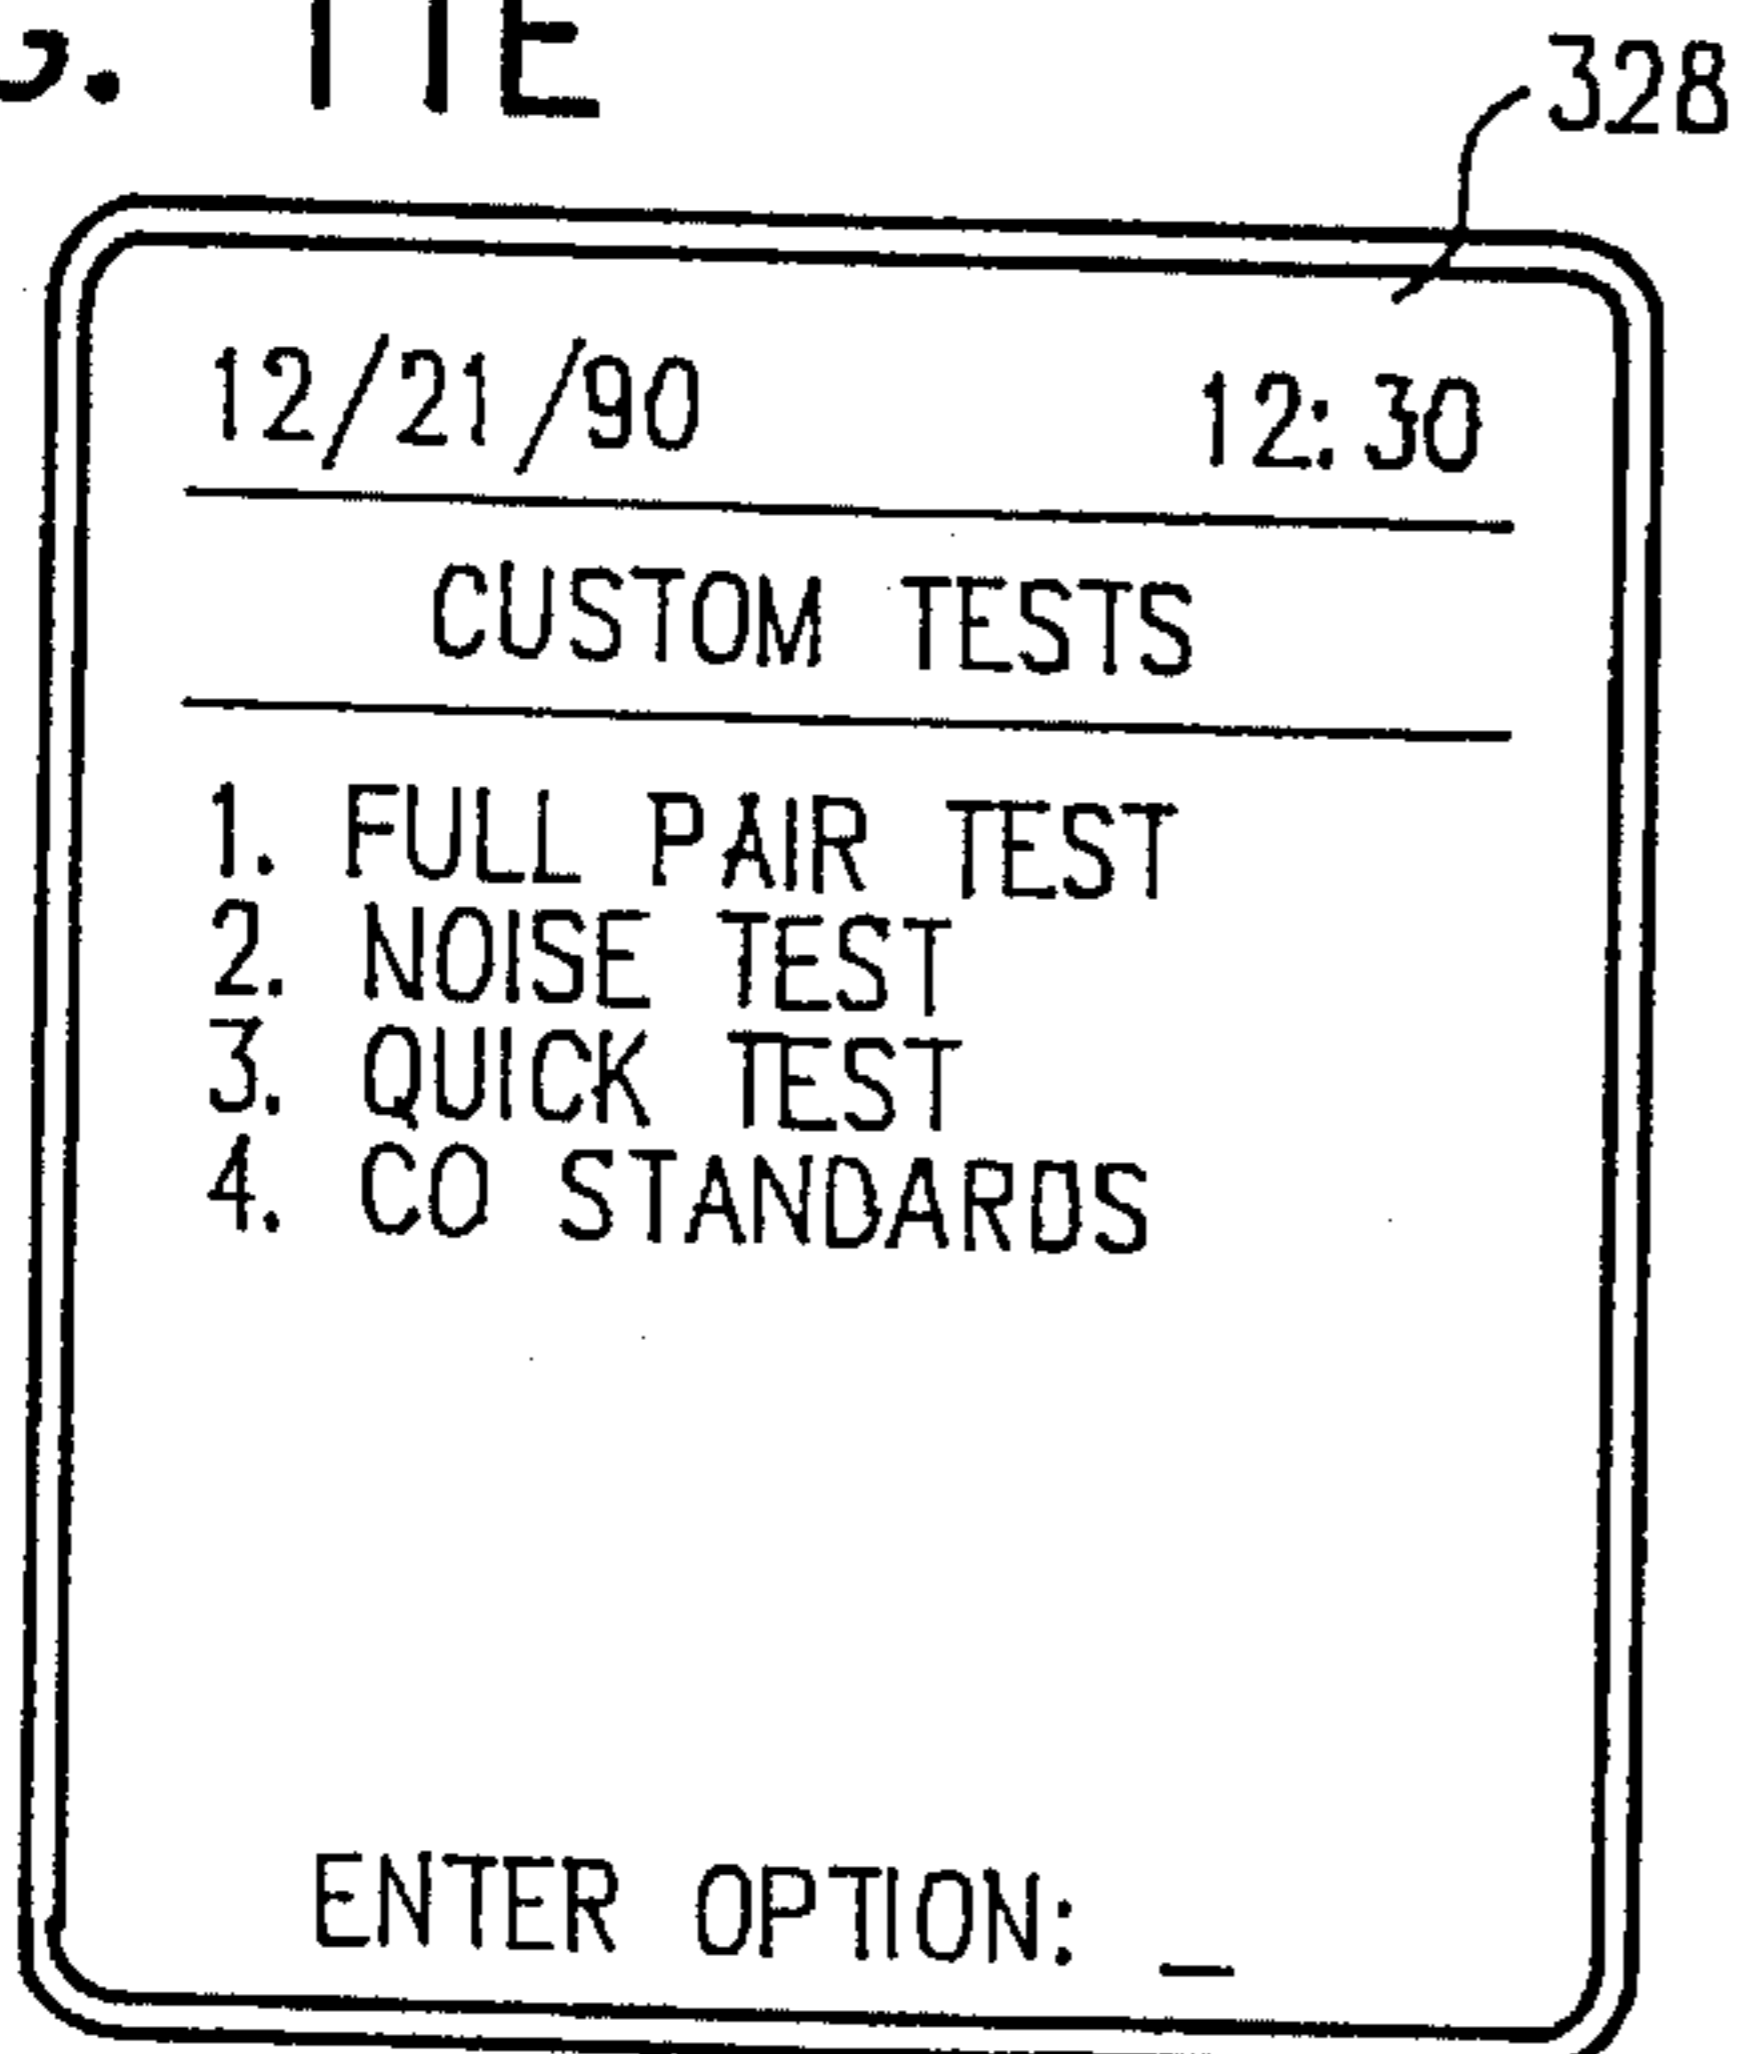 328
12/21/90 12:30
CUSTOM TESTS
1. FULL PAIR TEST
2. NOISE TEST
3. QUICK TEST
4. CO STANDARDS
ENTER OPTION: _